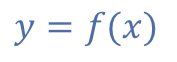 y = f(x)